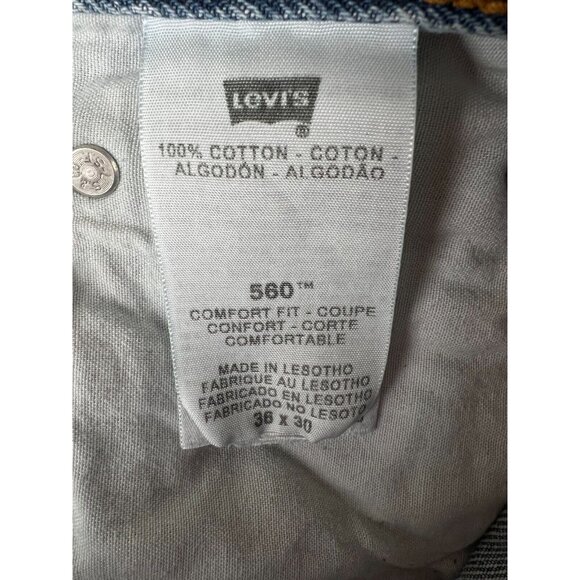 LEVI'S
®
100% COTTON - COTON -
ALGODÓN - ALGODÃO
560™
COMFORT FIT - COUPE
CONFORT - CORTE
COMFORTABLE
MADE IN LESOTHO
FABRIQUE AU LESOTHO
FABRICADO EN LESOTHO
FABRICADO NO LESOTO
36 X 30